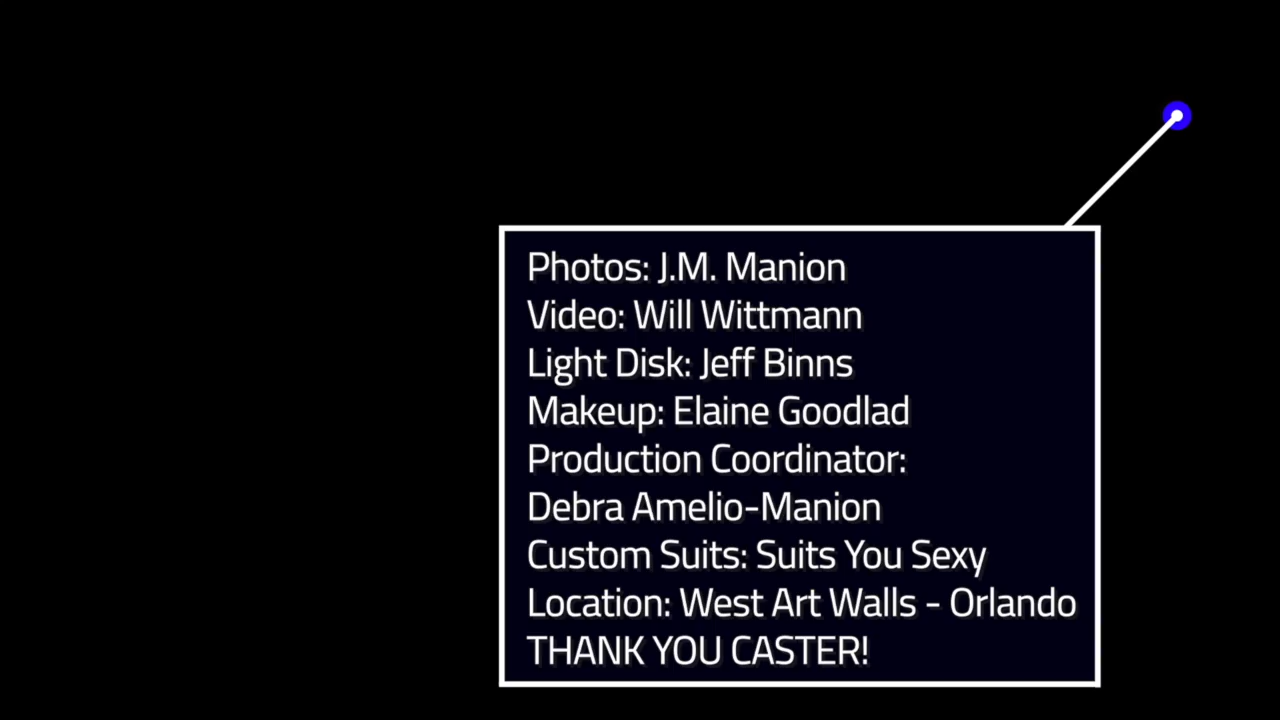 Photos: J.M. Manion
Video: Will Wittmann
Light Disk: Jeff Binns
Makeup: Elaine Goodlad
Production Coordinator:
Debra Amelio-Manion
Custom Suits: Suits You Sexy
Location: West Art Walls - Orlando
THANK YOU CASTER!